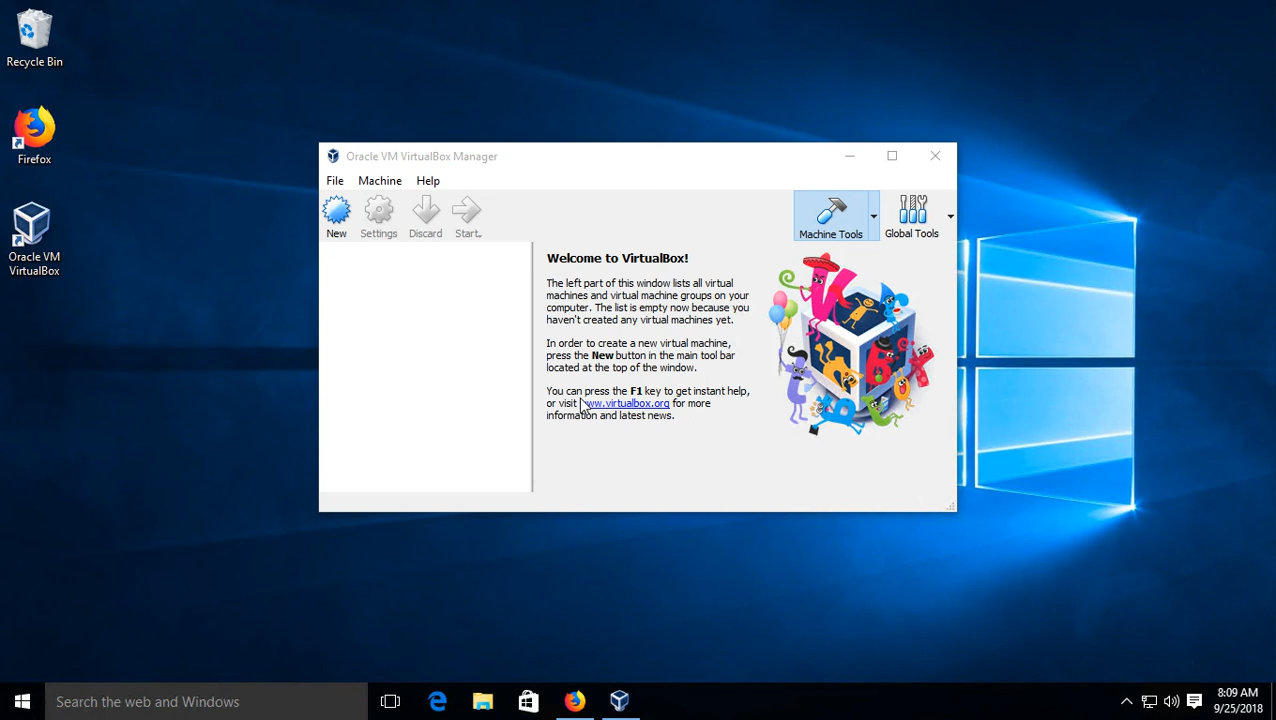 Recycle Bin
Firefox
Oracle VM
VirtualBox
Oracle VM VirtualBox Manager
File Machine Help
New Settings Discard Start
Machine Tools Global Tools
Welcome to VirtualBox!
The left part of this window lists all virtual
machines and virtual machine groups on your
computer. The list is empty now because you
haven't created any virtual machines yet.
In order to create a new virtual machine,
press the New button in the main tool bar
located at the top of the window.
You can press the F1 key to get instant help,
or visit www.virtualbox.org for more
information and latest news.
Search the web and Windows
8:09 AM
9/25/2018